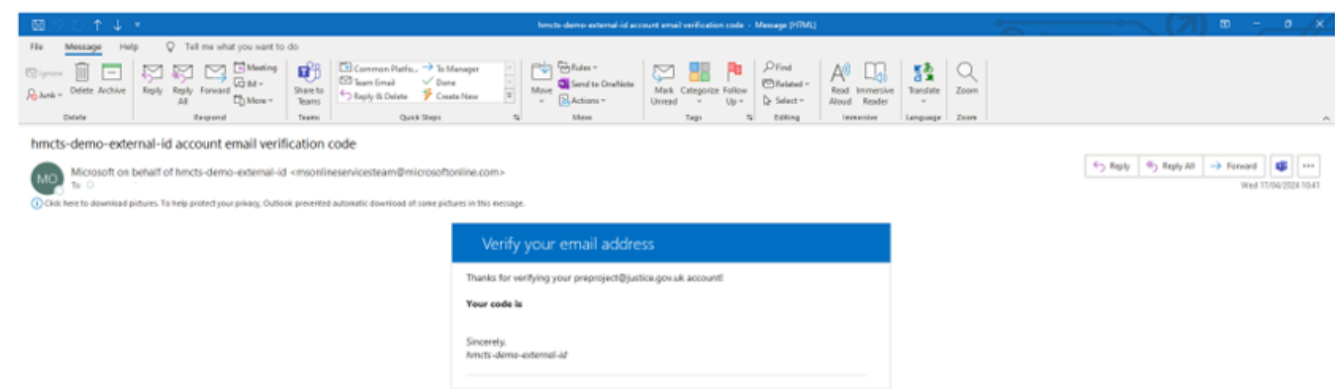 hmcts-demo-external-id account email verification code - Message (HTML)
File Message Help Tell me what you want to do
Ignore
Junk
Delete
Archive
Reply
Reply All
Forward
Meeting
IM
More
Share to Teams
Common Platfo...
Team Email
Reply & Delete
To Manager
Done
Create New
Move
Rules
Send to OneNote
Actions
Mark Unread
Categorize
Follow Up
Find
Related
Select
Read Aloud
Immersive Reader
Translate
Zoom
Delete Respond Teams Quick Steps Move Tags Editing Immersive Language Zoom
hmcts-demo-external-id account email verification code
MO
Microsoft on behalf of hmcts-demo-external-id <msonlineservicesteam@microsoftonline.com>
To
Reply Reply All Forward
Wed 17/04/2024 10:41
Click here to download pictures. To help protect your privacy, Outlook prevented automatic download of some pictures in this message.
Verify your email address
Thanks for verifying your preproject@justice.gov.uk account!
Your code is
Sincerely,
hmcts-demo-external-id